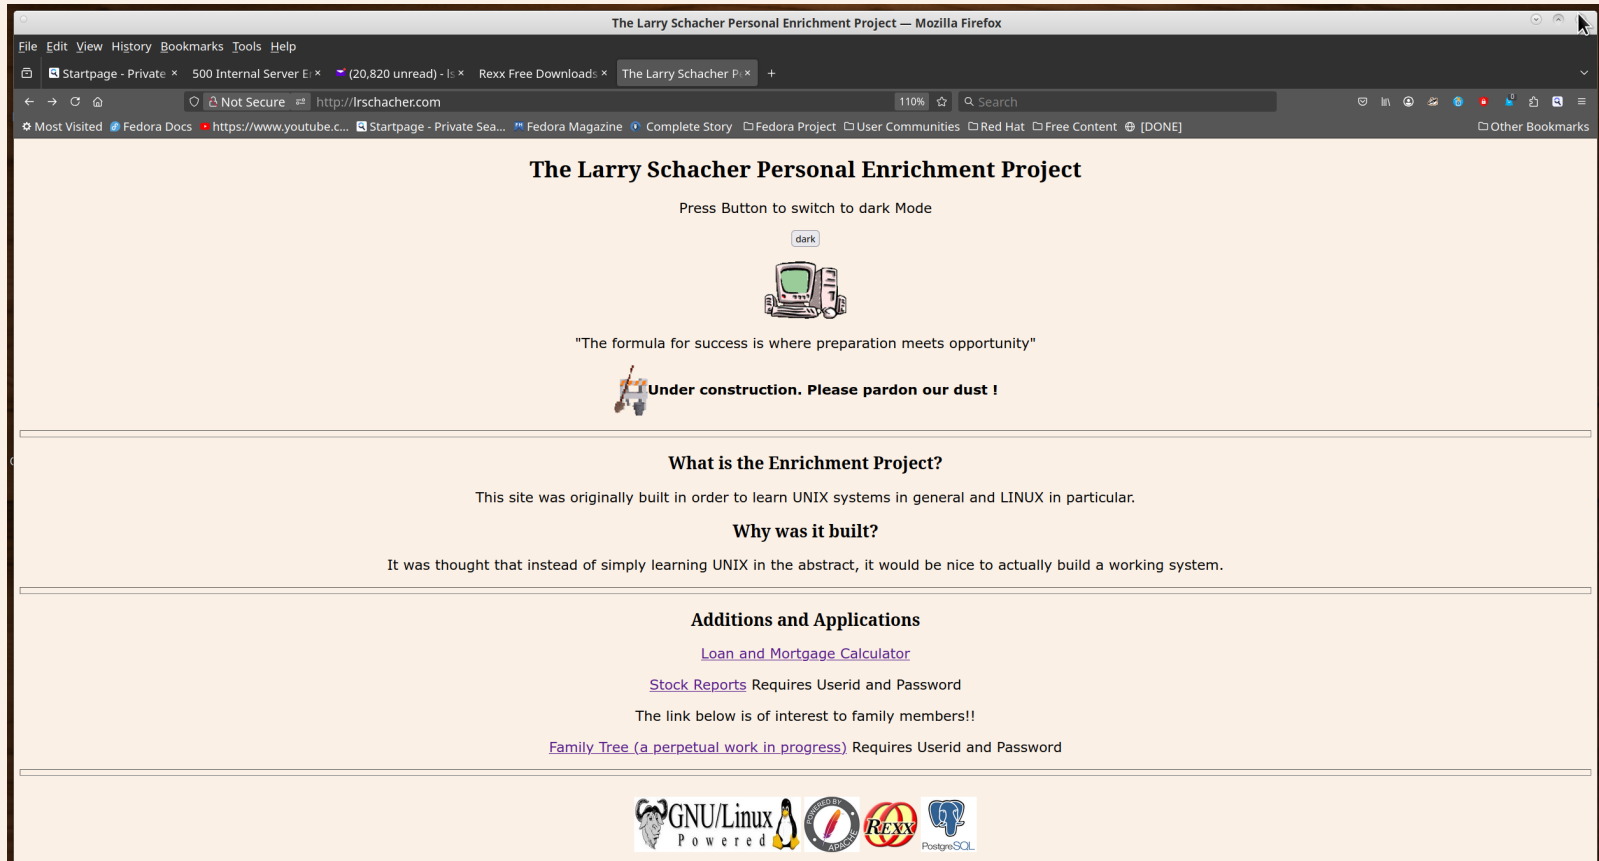 The Larry Schacher Personal Enrichment Project — Mozilla Firefox
File Edit View History Bookmarks Tools Help
Startpage - Private × 500 Internal Server E × (20,820 unread) - ls × Rexx Free Downloads × The Larry Schacher P × +
Not Secure http://lrschacher.com 110% Search
Most Visited Fedora Docs https://www.youtube.c... Startpage - Private Sea... Fedora Magazine Complete Story Fedora Project User Communities Red Hat Free Content [DONE] Other Bookmarks
The Larry Schacher Personal Enrichment Project
Press Button to switch to dark Mode
dark
"The formula for success is where preparation meets opportunity"
Under construction. Please pardon our dust !
What is the Enrichment Project?
This site was originally built in order to learn UNIX systems in general and LINUX in particular.
Why was it built?
It was thought that instead of simply learning UNIX in the abstract, it would be nice to actually build a working system.
Additions and Applications
Loan and Mortgage Calculator
Stock Reports Requires Userid and Password
The link below is of interest to family members!!
Family Tree (a perpetual work in progress) Requires Userid and Password
GNU/Linux
Powered
POWERED BY
APACHE
REXX
PostgreSQL